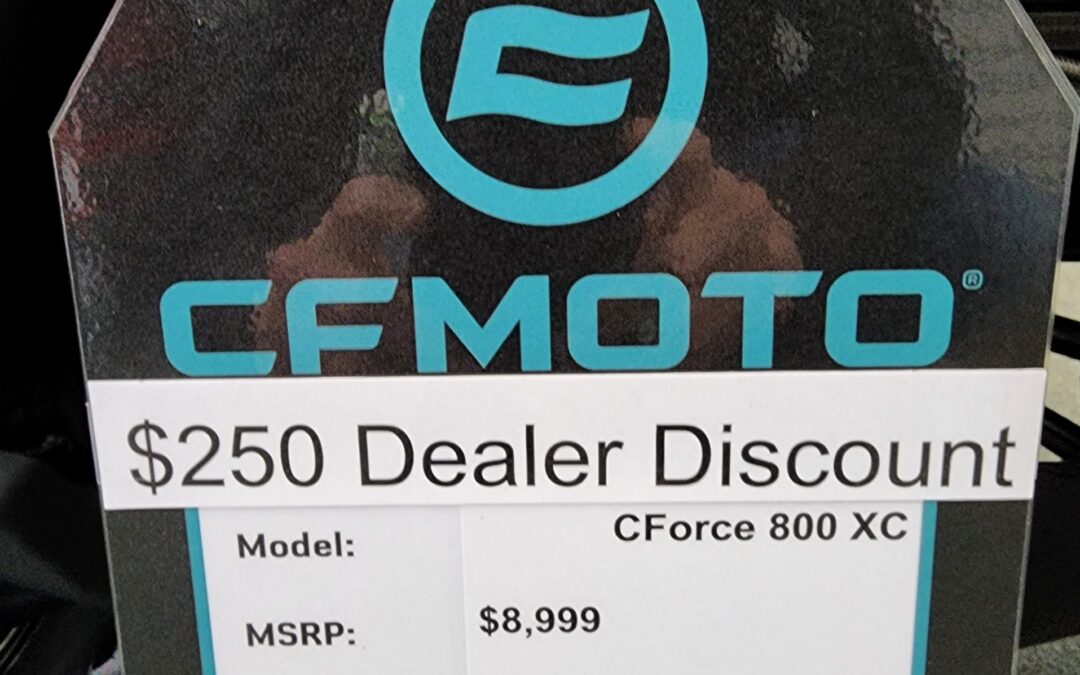 CFMOTO®
$250 Dealer Discount
Model: CForce 800 XC
MSRP: $8,999